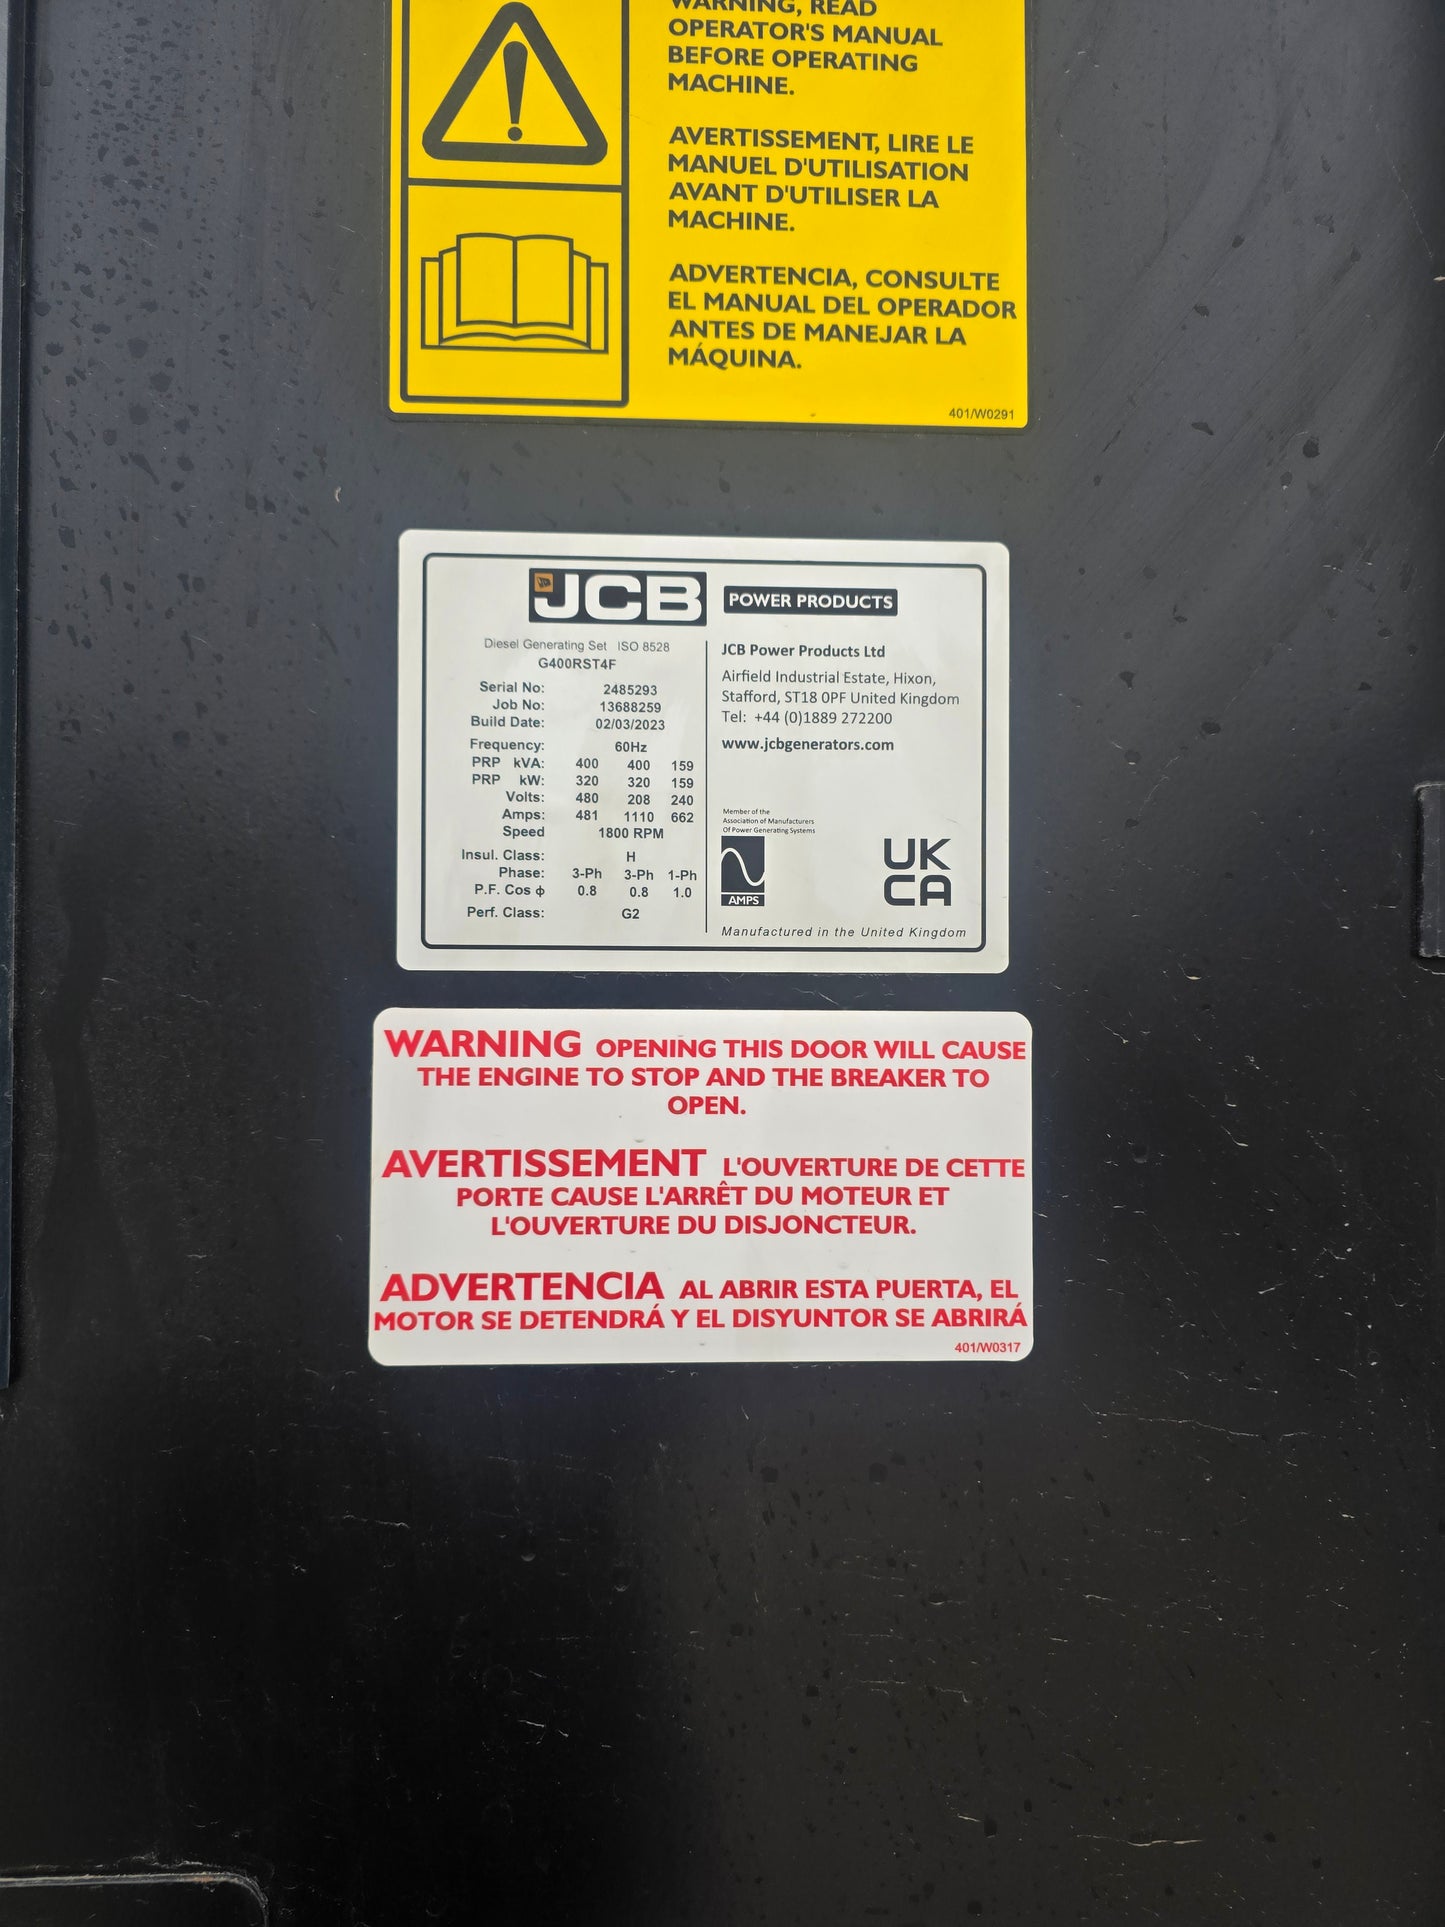 WARNING, READ
OPERATOR'S MANUAL
BEFORE OPERATING
MACHINE.
AVERTISSEMENT, LIRE LE
MANUEL D'UTILISATION
AVANT D'UTILISER LA
MACHINE.
ADVERTENCIA, CONSULTE
EL MANUAL DEL OPERADOR
ANTES DE MANEJAR LA
MÁQUINA.
401/W0291
JCB POWER PRODUCTS
Diesel Generating Set ISO 8528
G400RST4F
Serial No: 2485293
Job No: 13688259
Build Date: 02/03/2023
Frequency: 60Hz
PRP kVA: 400 400 159
PRP kW: 320 320 159
Volts: 480 208 240
Amps: 481 1110 662
Speed 1800 RPM
Insul. Class: H
Phase: 3-Ph 3-Ph 1-Ph
P.F. Cos ϕ 0.8 0.8 1.0
Perf. Class: G2
JCB Power Products Ltd
Airfield Industrial Estate, Hixon,
Stafford, ST18 0PF United Kingdom
Tel: +44 (0)1889 272200
www.jcbgenerators.com
Member of the
Association of Manufacturers
Of Power Generating Systems
AMPS
UK
CA
Manufactured in the United Kingdom
WARNING OPENING THIS DOOR WILL CAUSE
THE ENGINE TO STOP AND THE BREAKER TO
OPEN.
AVERTISSEMENT L'OUVERTURE DE CETTE
PORTE CAUSE L'ARRÊT DU MOTEUR ET
L'OUVERTURE DU DISJONCTEUR.
ADVERTENCIA AL ABRIR ESTA PUERTA, EL
MOTOR SE DETENDRÁ Y EL DISYUNTOR SE ABRIRÁ
401/W0317